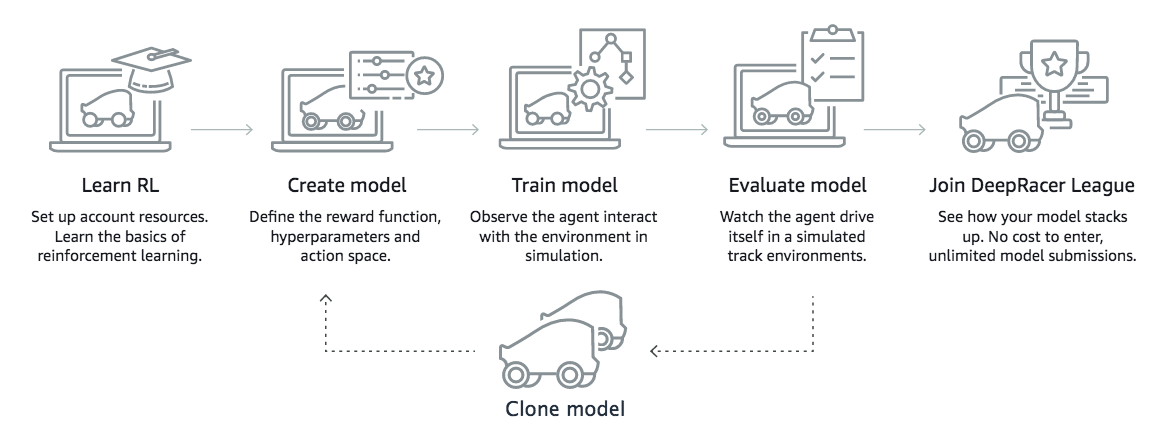 Learn RL
Set up account resources.
Learn the basics of
reinforcement learning.
Create model
Define the reward function,
hyperparameters and
action space.
Train model
Observe the agent interact
with the environment in
simulation.
Evaluate model
Watch the agent drive
itself in a simulated
track environments.
Join DeepRacer League
See how your model stacks
up. No cost to enter,
unlimited model submissions.
Clone model